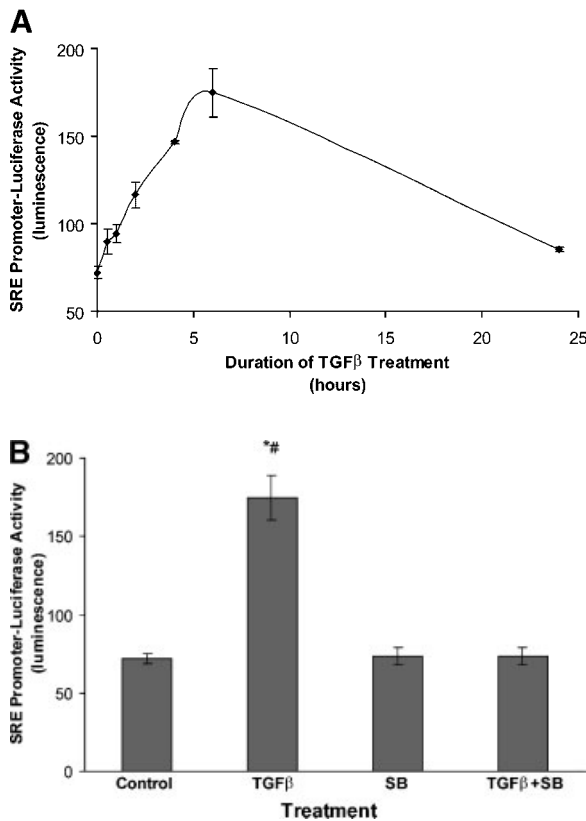 A
SRE Promoter-Luciferase Activity
(luminescence)
200
150
100
50
0 5 10 15 20 25
Duration of TGFβ Treatment
(hours)
B
*#
SRE Promoter-Luciferase Activity
(luminescence)
200
150
100
50
0
Control TGFβ SB TGFβ+SB
Treatment